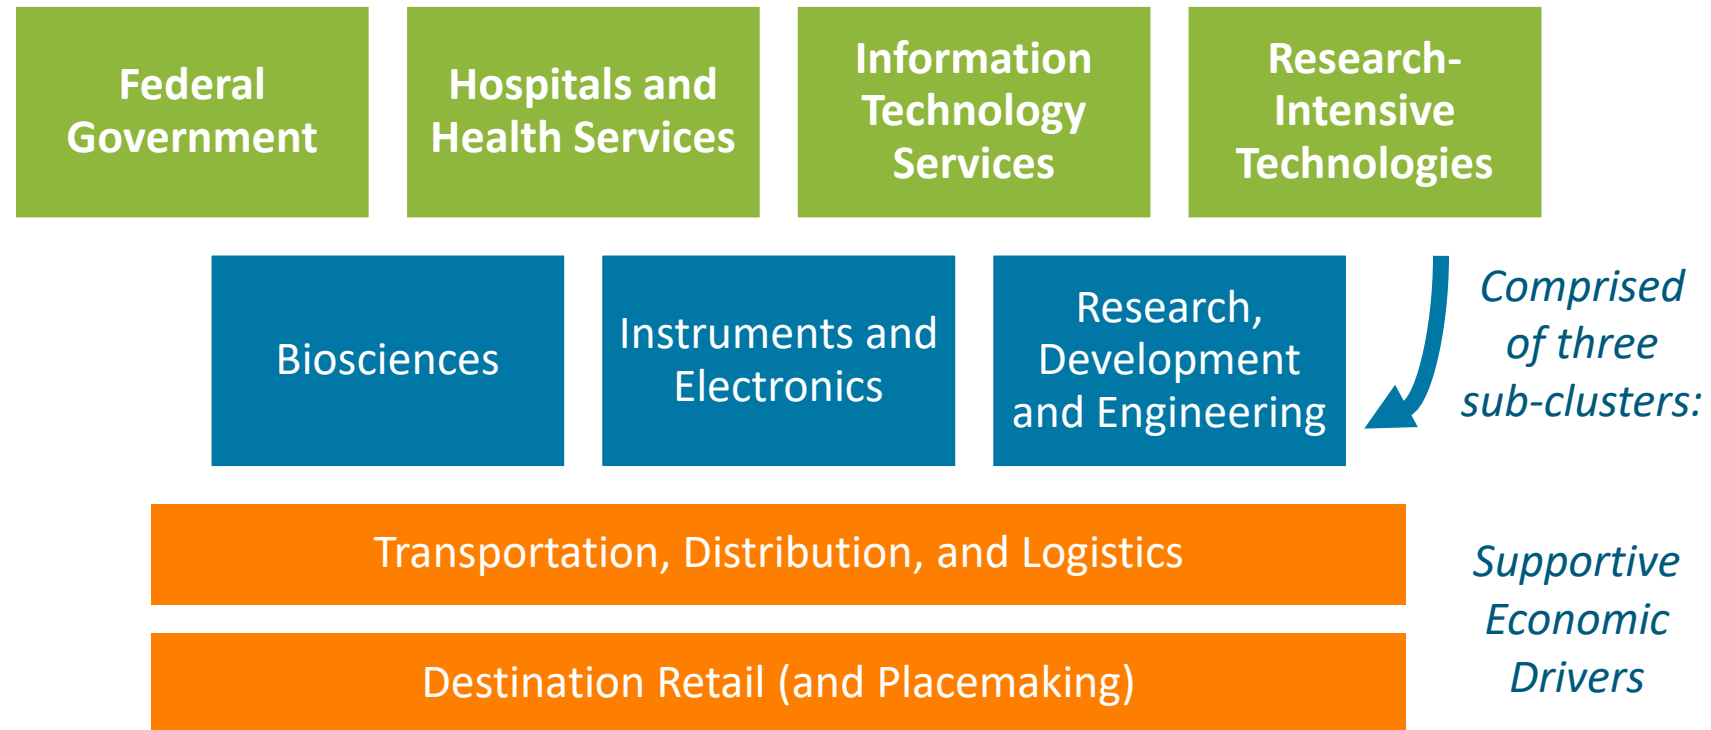 Federal
Government
Hospitals and
Health Services
Information
Technology
Services
Research-
Intensive
Technologies
Biosciences
Instruments and
Electronics
Research,
Development
and Engineering
Comprised
of three
sub-clusters:
Transportation, Distribution, and Logistics
Destination Retail (and Placemaking)
Supportive
Economic
Drivers